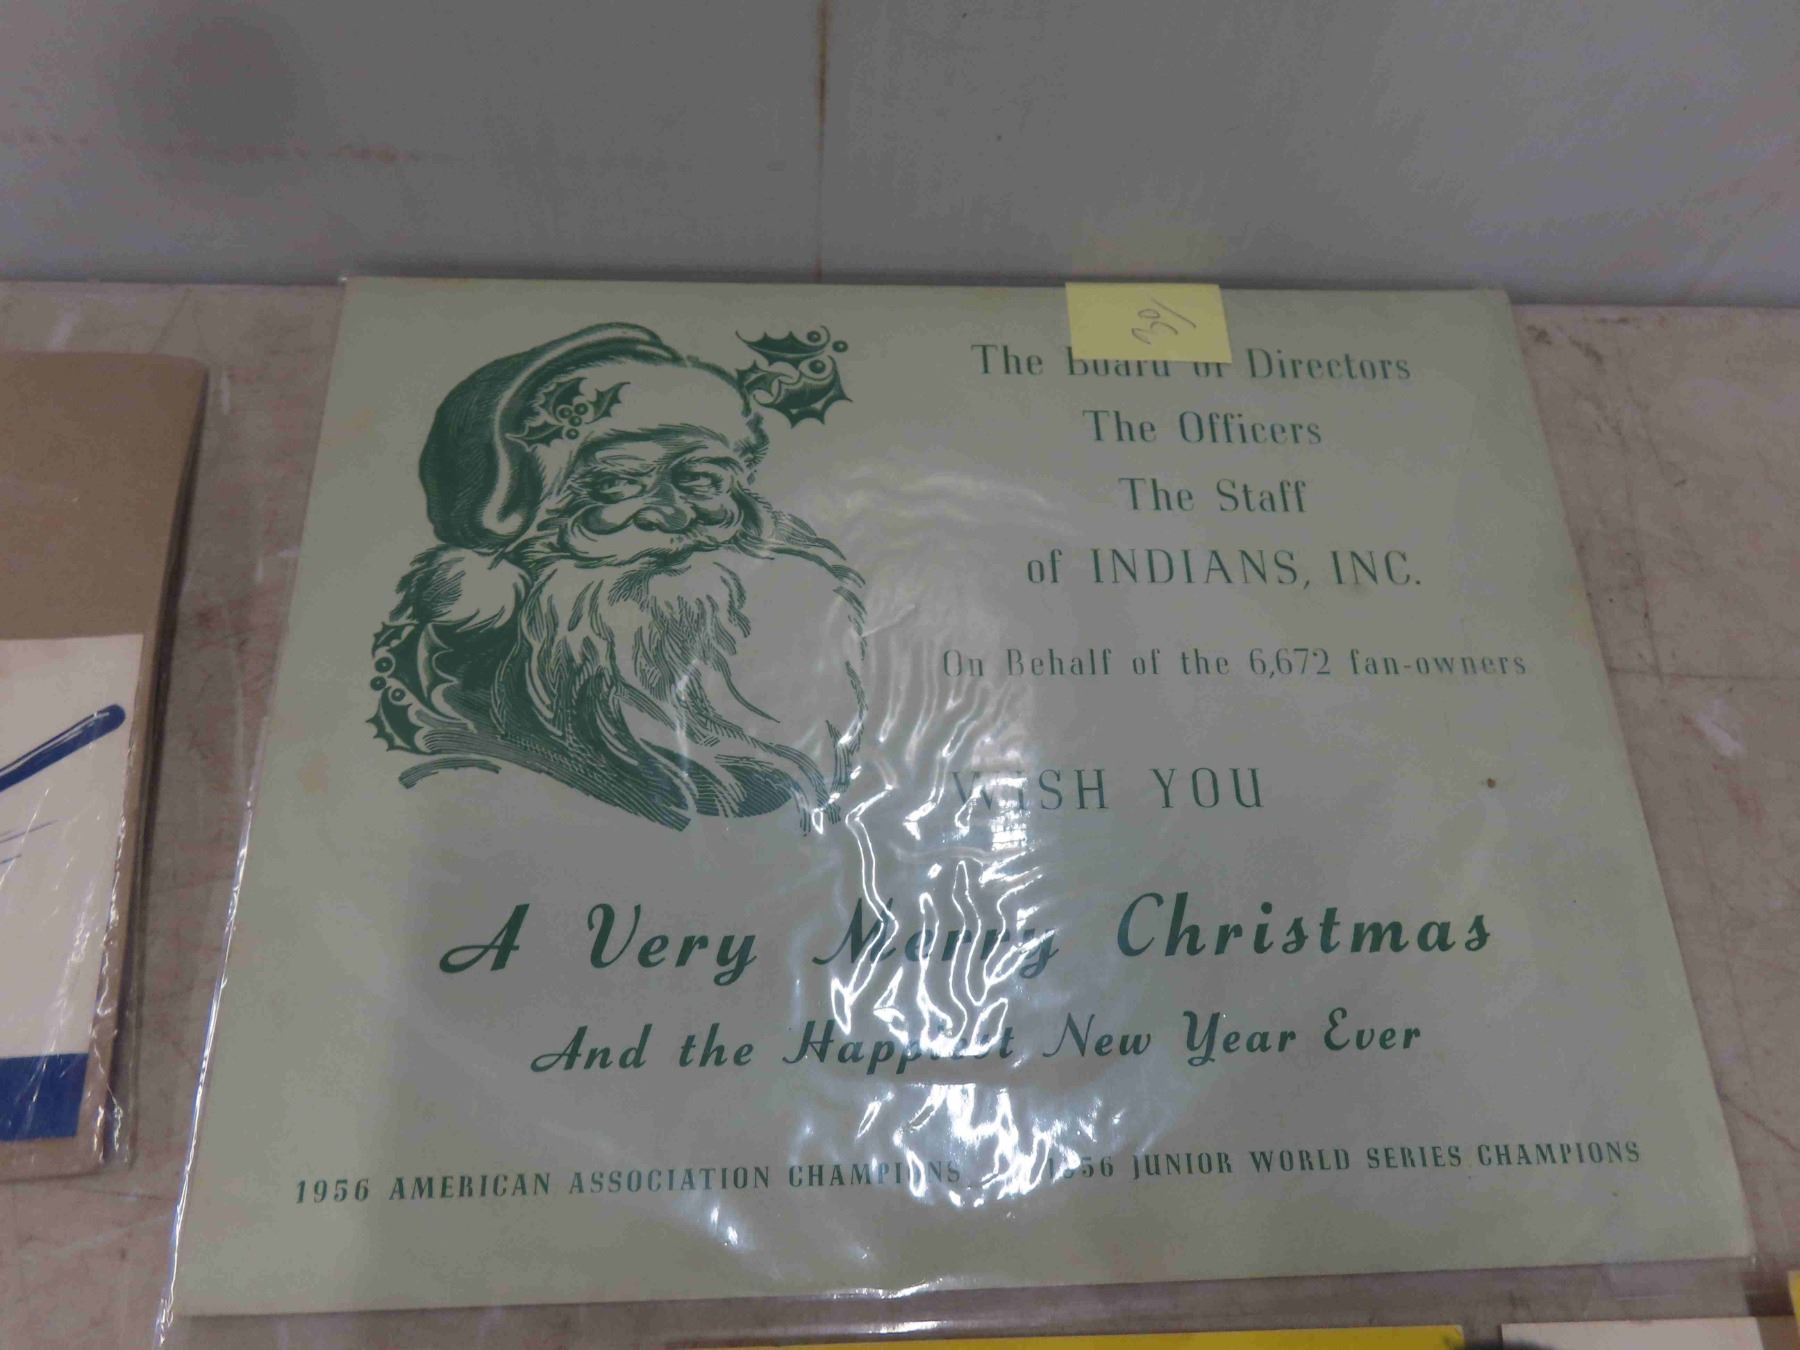 30/
The Board of Directors
The Officers
The Staff
of INDIANS, INC.
On Behalf of the 6,672 fan-owners
WISH YOU
A Very Merry Christmas
And the Happiest New Year Ever
1956 AMERICAN ASSOCIATION CHAMPIONS 1956 JUNIOR WORLD SERIES CHAMPIONS